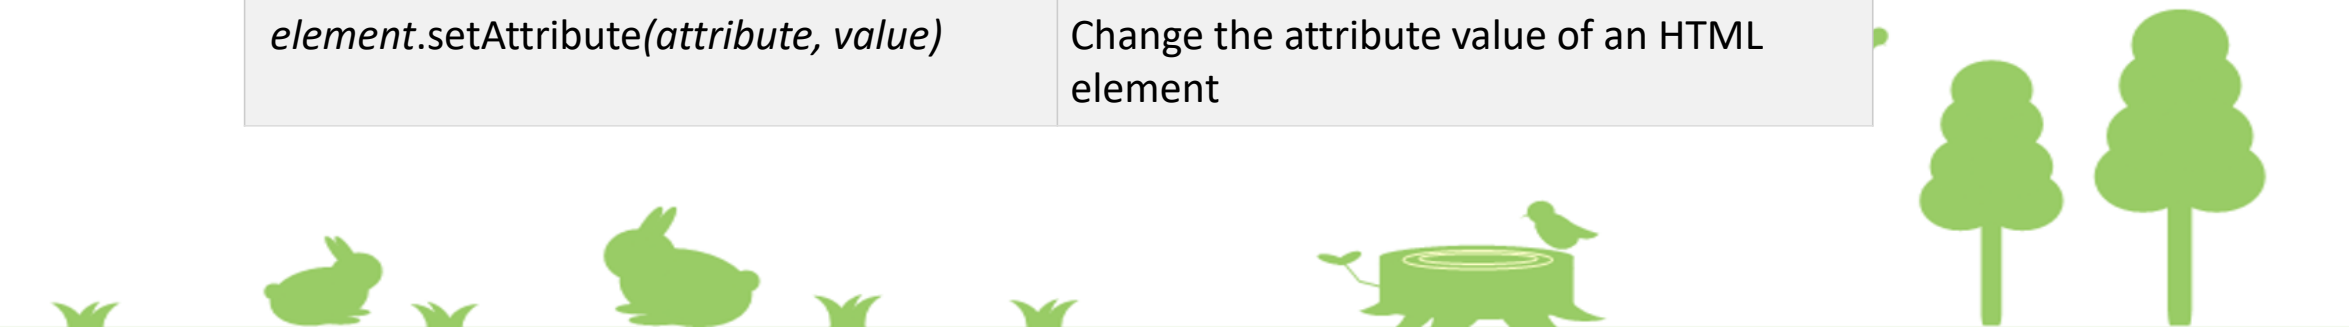 element.setAttribute(attribute, value)
Change the attribute value of an HTML
element